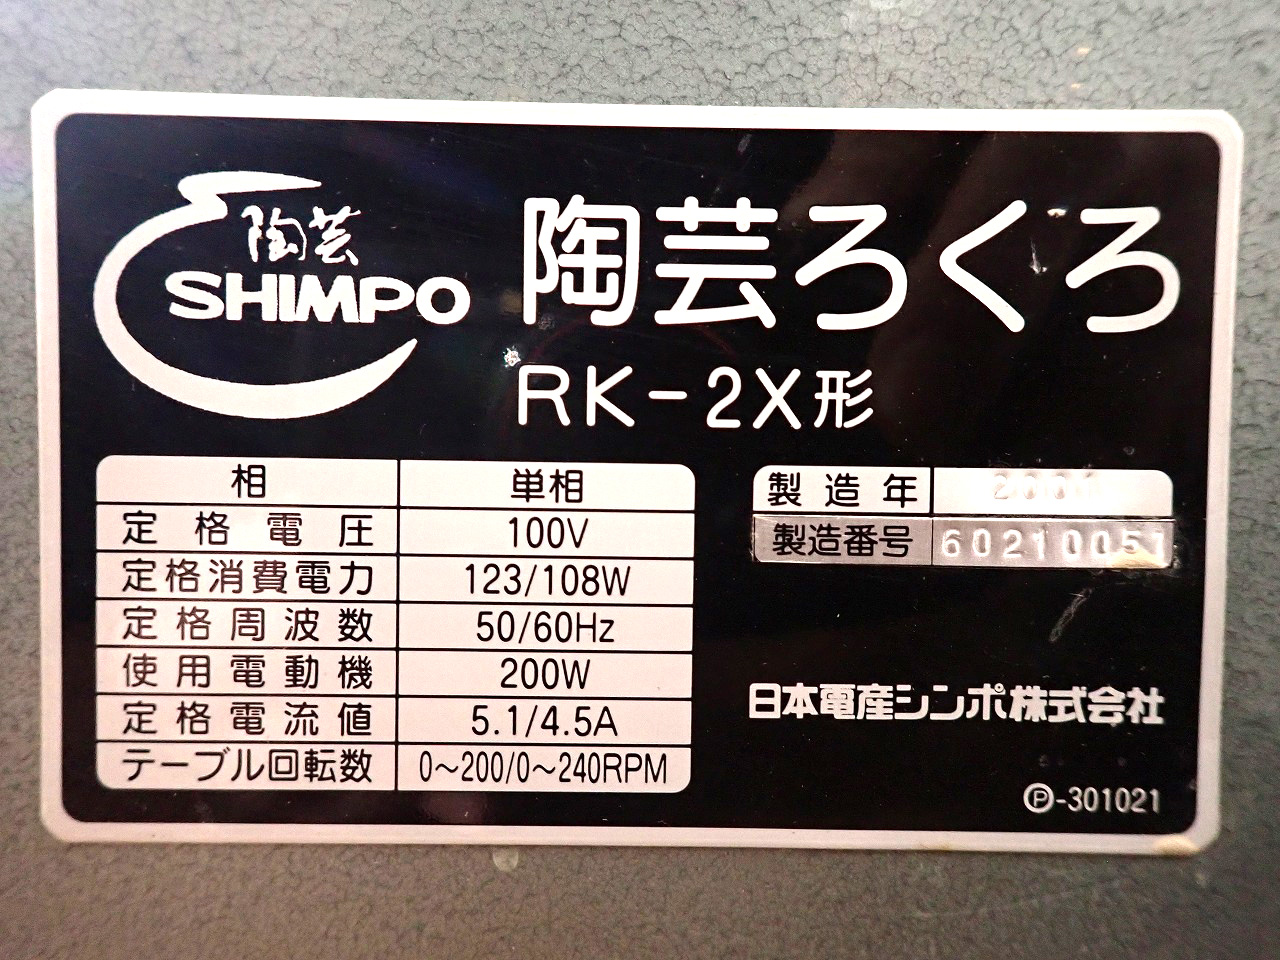 陶芸
SHIMPO
陶芸ろくろ
RK-2X形
相 単相
定格電圧 100V
定格消費電力 123/108W
定格周波数 50/60Hz
使用電動機 200W
定格電流値 5.1/4.5A
テーブル回転数 0～200/0～240RPM
製造年
製造番号 60210051
日本電産シンポ株式会社
Ⓟ-301021